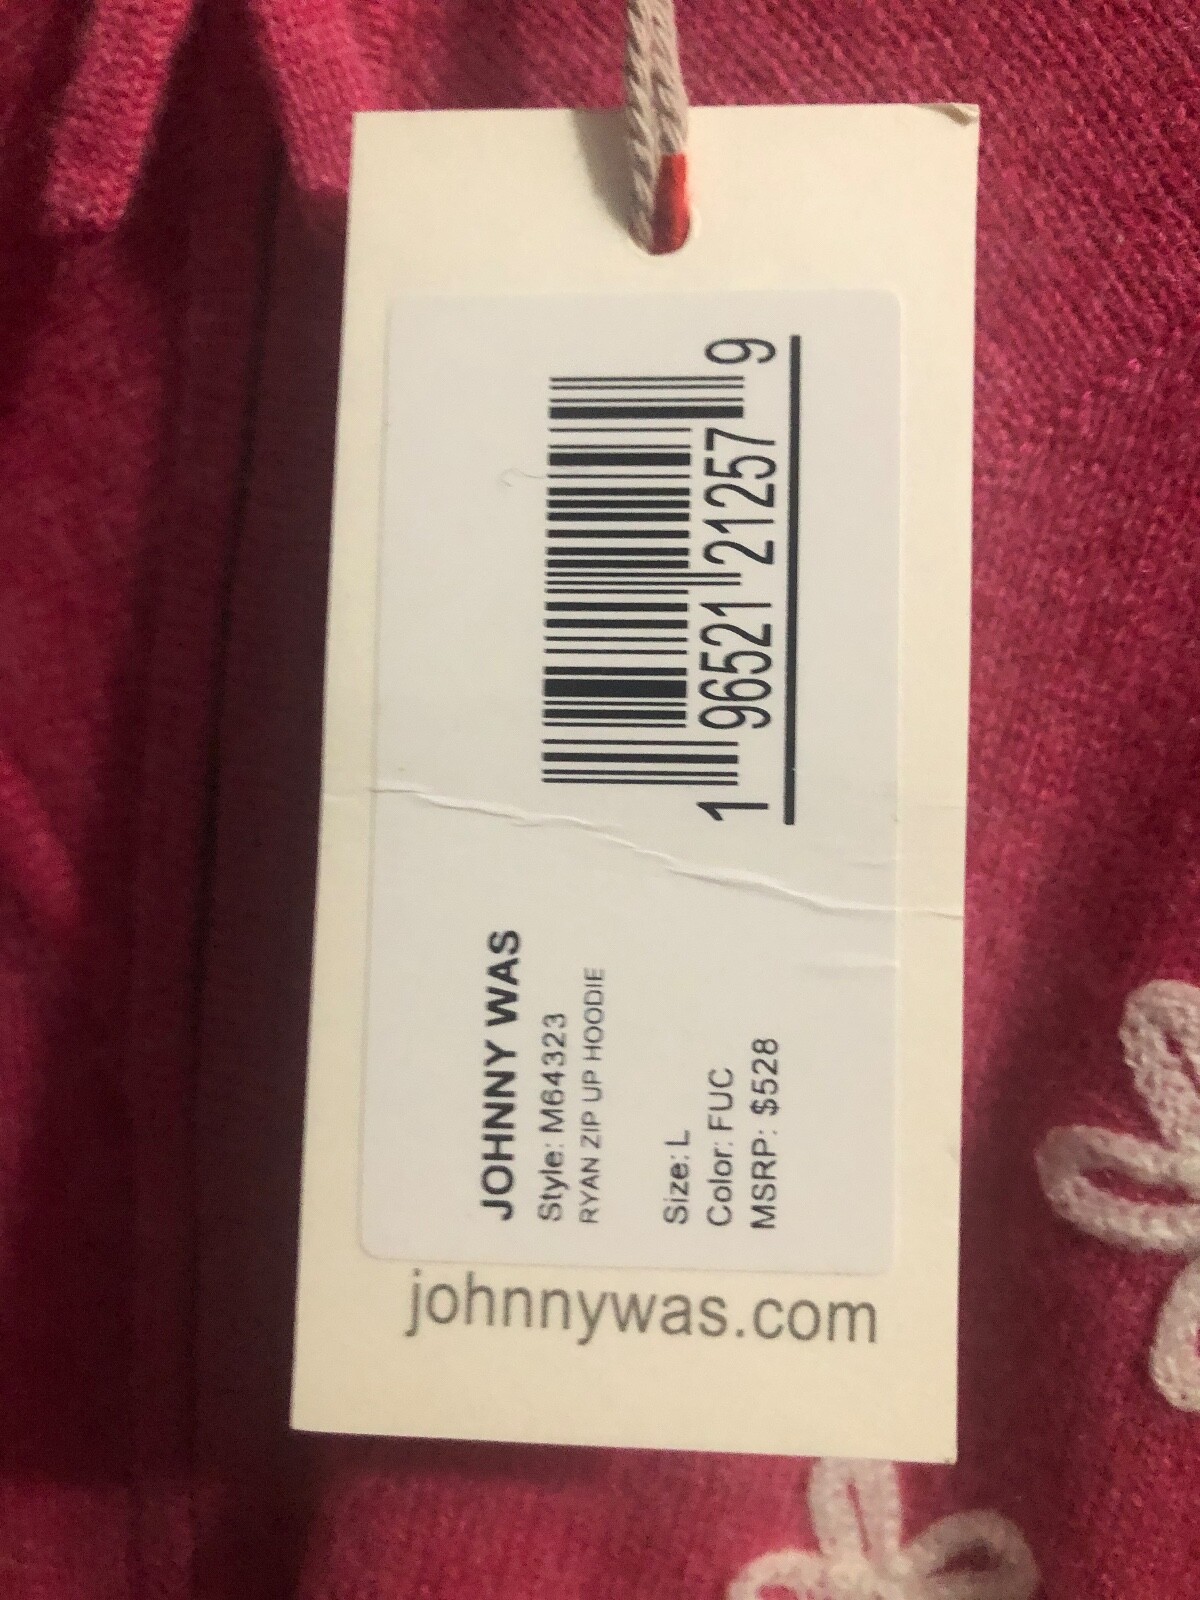 JOHNNY WAS
Style: M64323
RYAN ZIP UP HOODIE
Size: L
Color: FUC
MSRP: $528
1 96521 21257 9
johnnywas.com